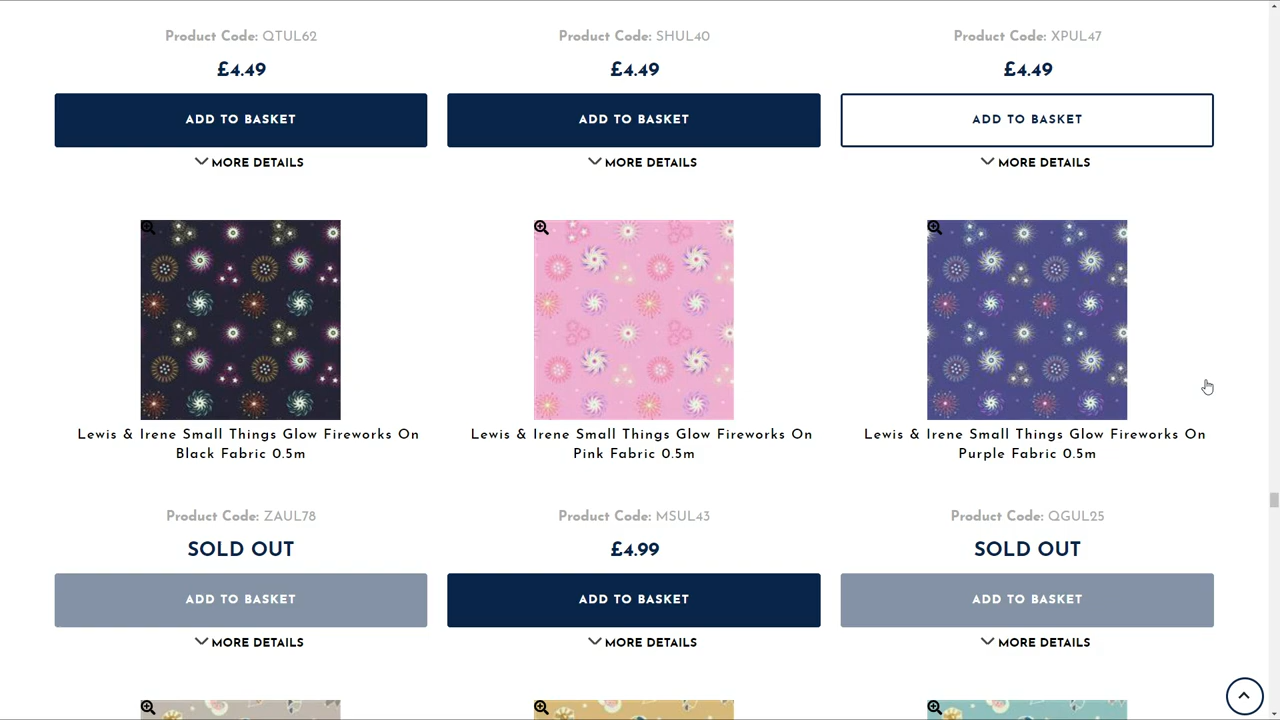 Product Code: QTUL62
Product Code: SHUL40
Product Code: XPUL47
£4.49
£4.49
£4.49
ADD TO BASKET
ADD TO BASKET
ADD TO BASKET
MORE DETAILS
MORE DETAILS
MORE DETAILS
Lewis & Irene Small Things Glow Fireworks On
Black Fabric 0.5m
Lewis & Irene Small Things Glow Fireworks On
Pink Fabric 0.5m
Lewis & Irene Small Things Glow Fireworks On
Purple Fabric 0.5m
Product Code: ZAUL78
Product Code: MSUL43
Product Code: QGUL25
SOLD OUT
£4.99
SOLD OUT
ADD TO BASKET
ADD TO BASKET
ADD TO BASKET
MORE DETAILS
MORE DETAILS
MORE DETAILS